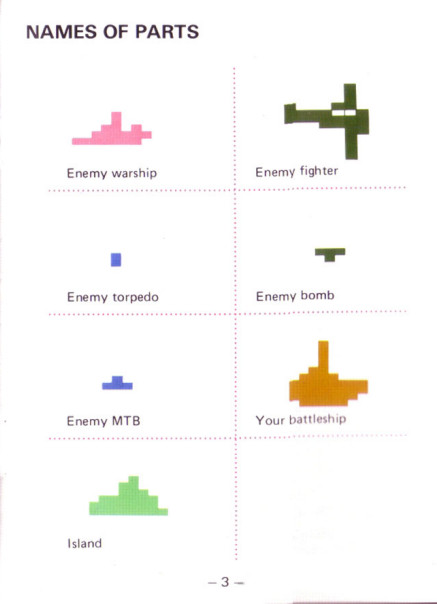 NAMES OF PARTS
Enemy warship
Enemy fighter
Enemy torpedo
Enemy bomb
Enemy MTB
Your battleship
Island
– 3 –